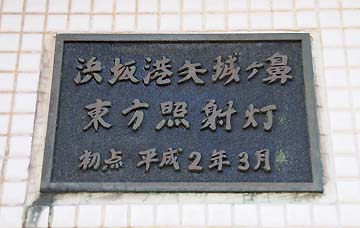 浜坂港矢城ヶ鼻
東方照射灯
初点 平成2年3月